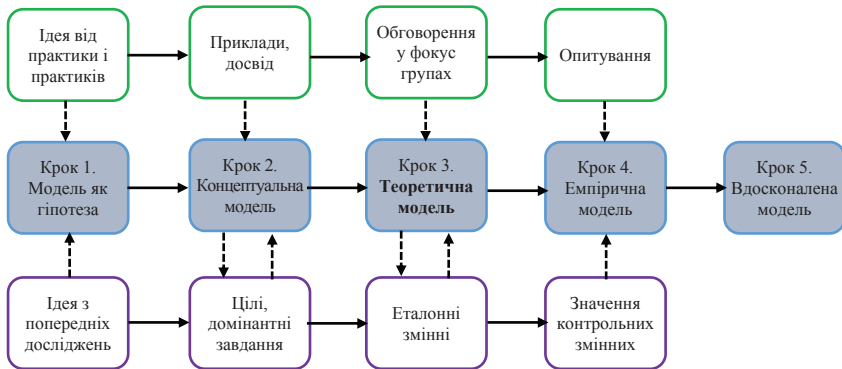 Ідея від
практики і
практиків
Приклади,
досвід
Обговорення
у фокус
групах
Опитування
Крок 1.
Модель як
гіпотеза
Крок 2.
Концептуальна
модель
Крок 3.
Теоретична
модель
Крок 4.
Емпірична
модель
Крок 5.
Вдосконалена
модель
Ідея з
попередніх
досліджень
Цілі,
домінантні
завдання
Еталонні
змінні
Значення
контрольних
змінних